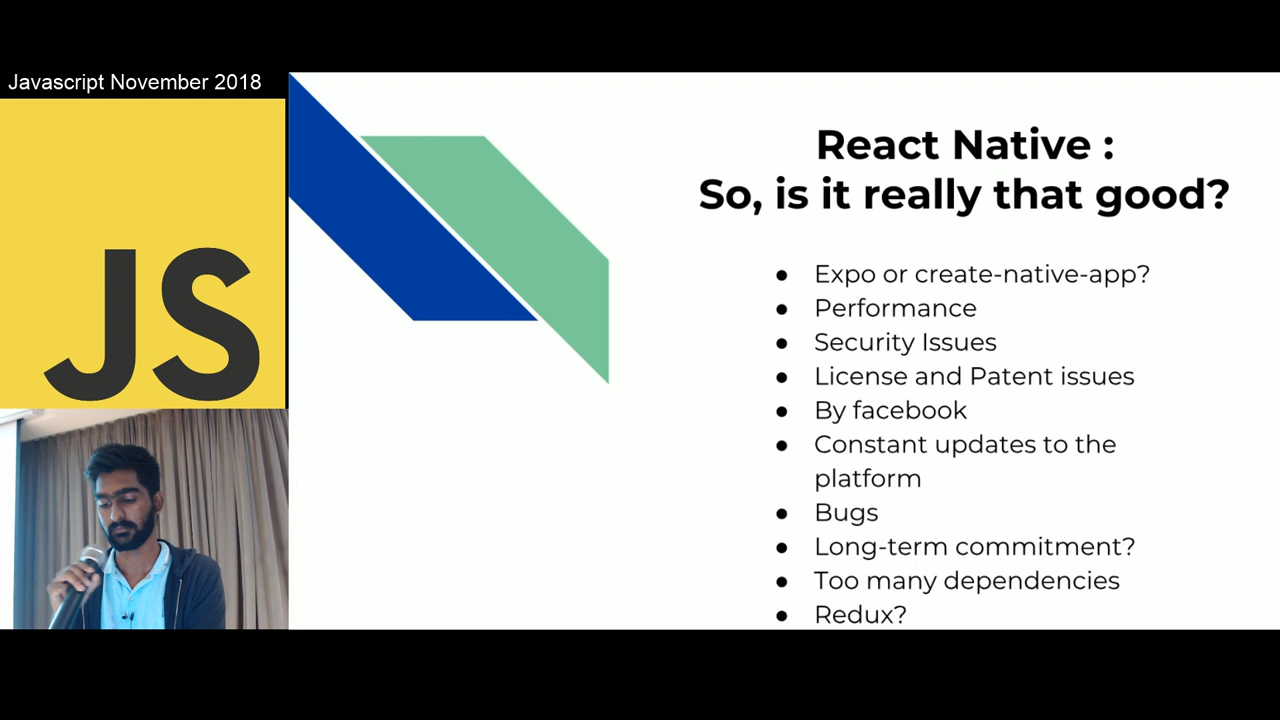 Javascript November 2018
JS
React Native :
So, is it really that good?
● Expo or create-native-app?
● Performance
● Security Issues
● License and Patent issues
● By facebook
● Constant updates to the
platform
● Bugs
● Long-term commitment?
● Too many dependencies
● Redux?